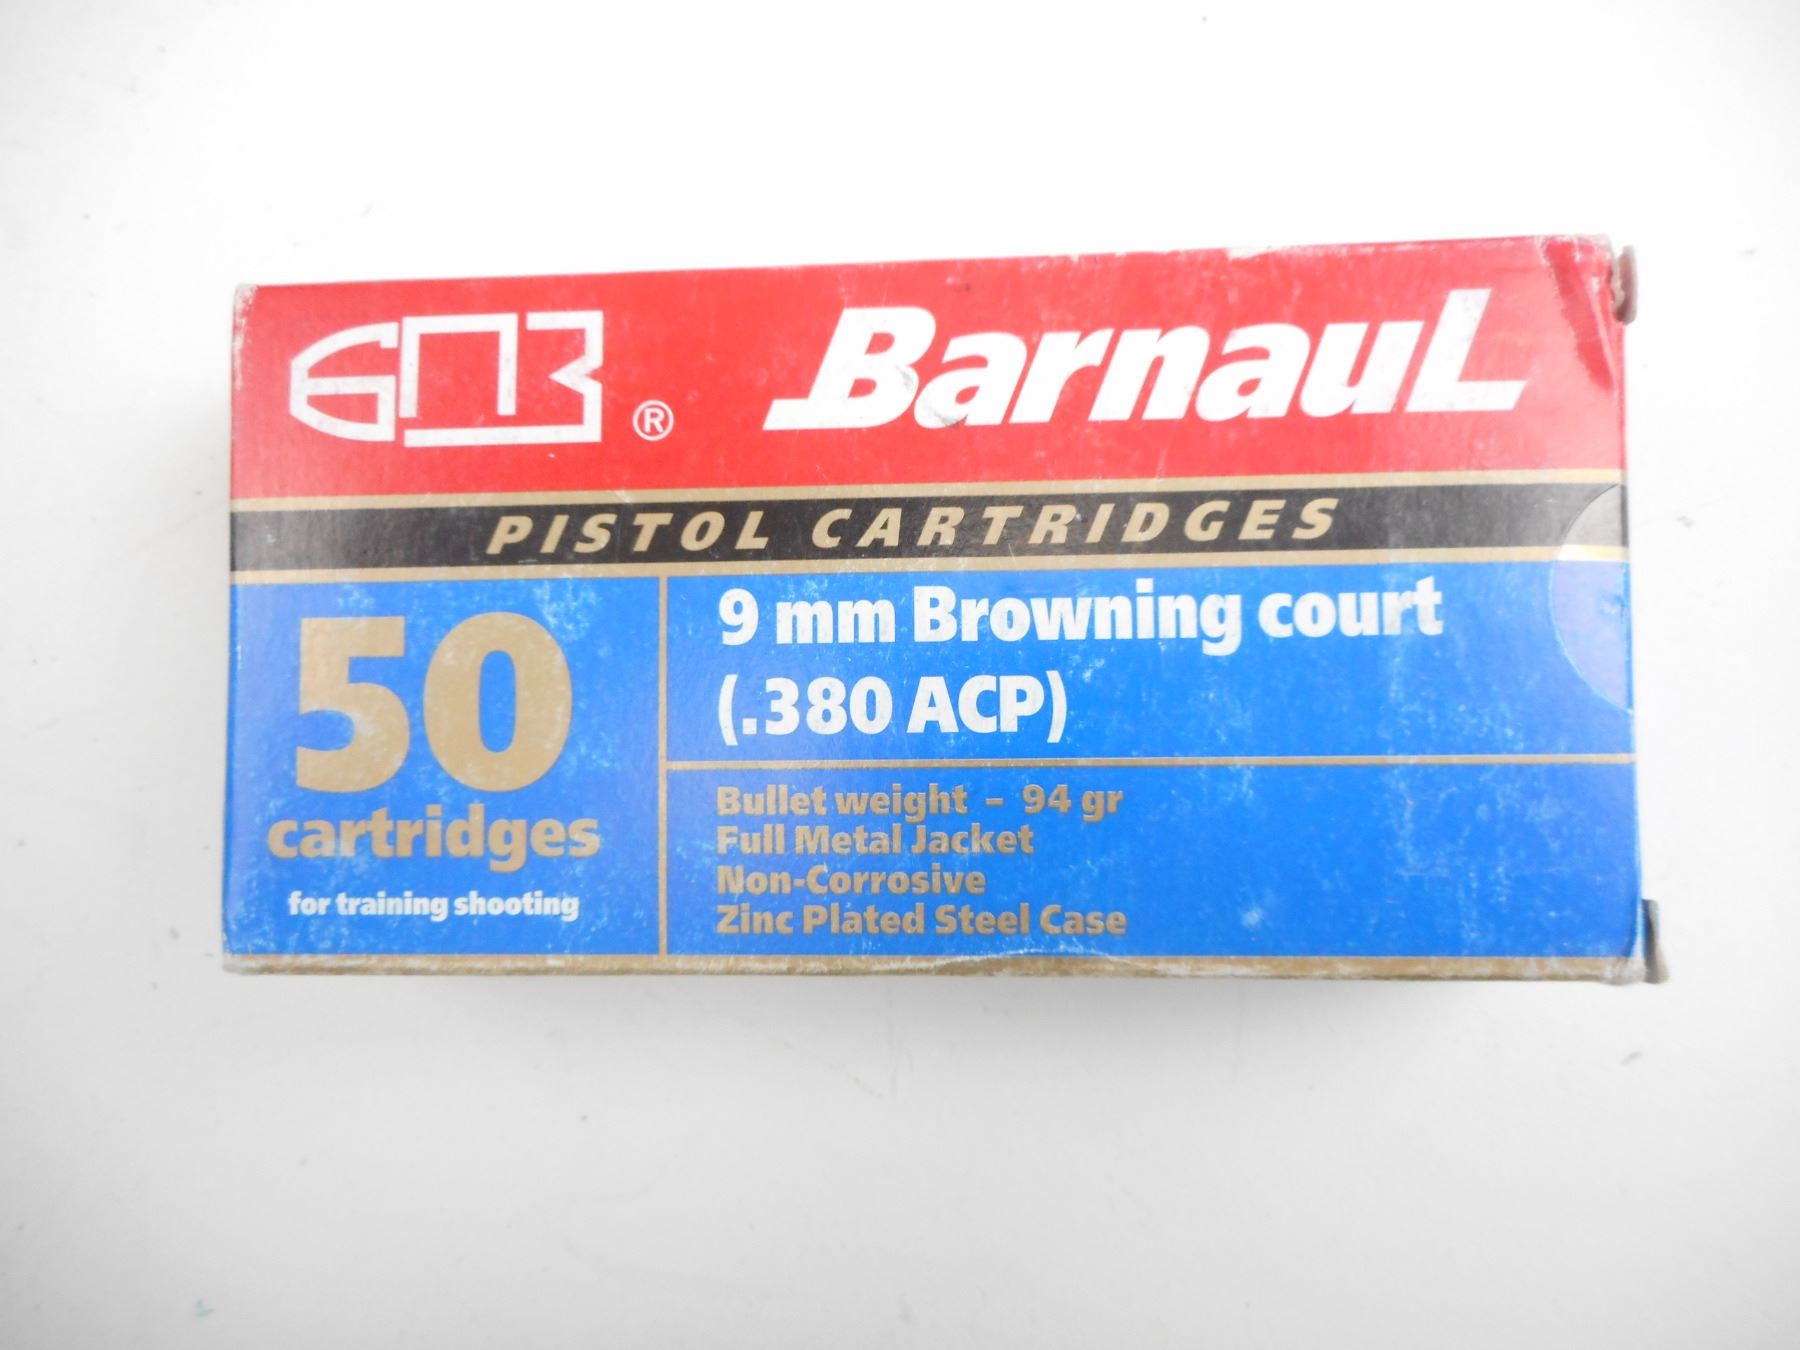 БПЗ ® BarnauL
PISTOL CARTRIDGES
50
cartridges
for training shooting
9 mm Browning court
(.380 ACP)
Bullet weight – 94 gr
Full Metal Jacket
Non-Corrosive
Zinc Plated Steel Case